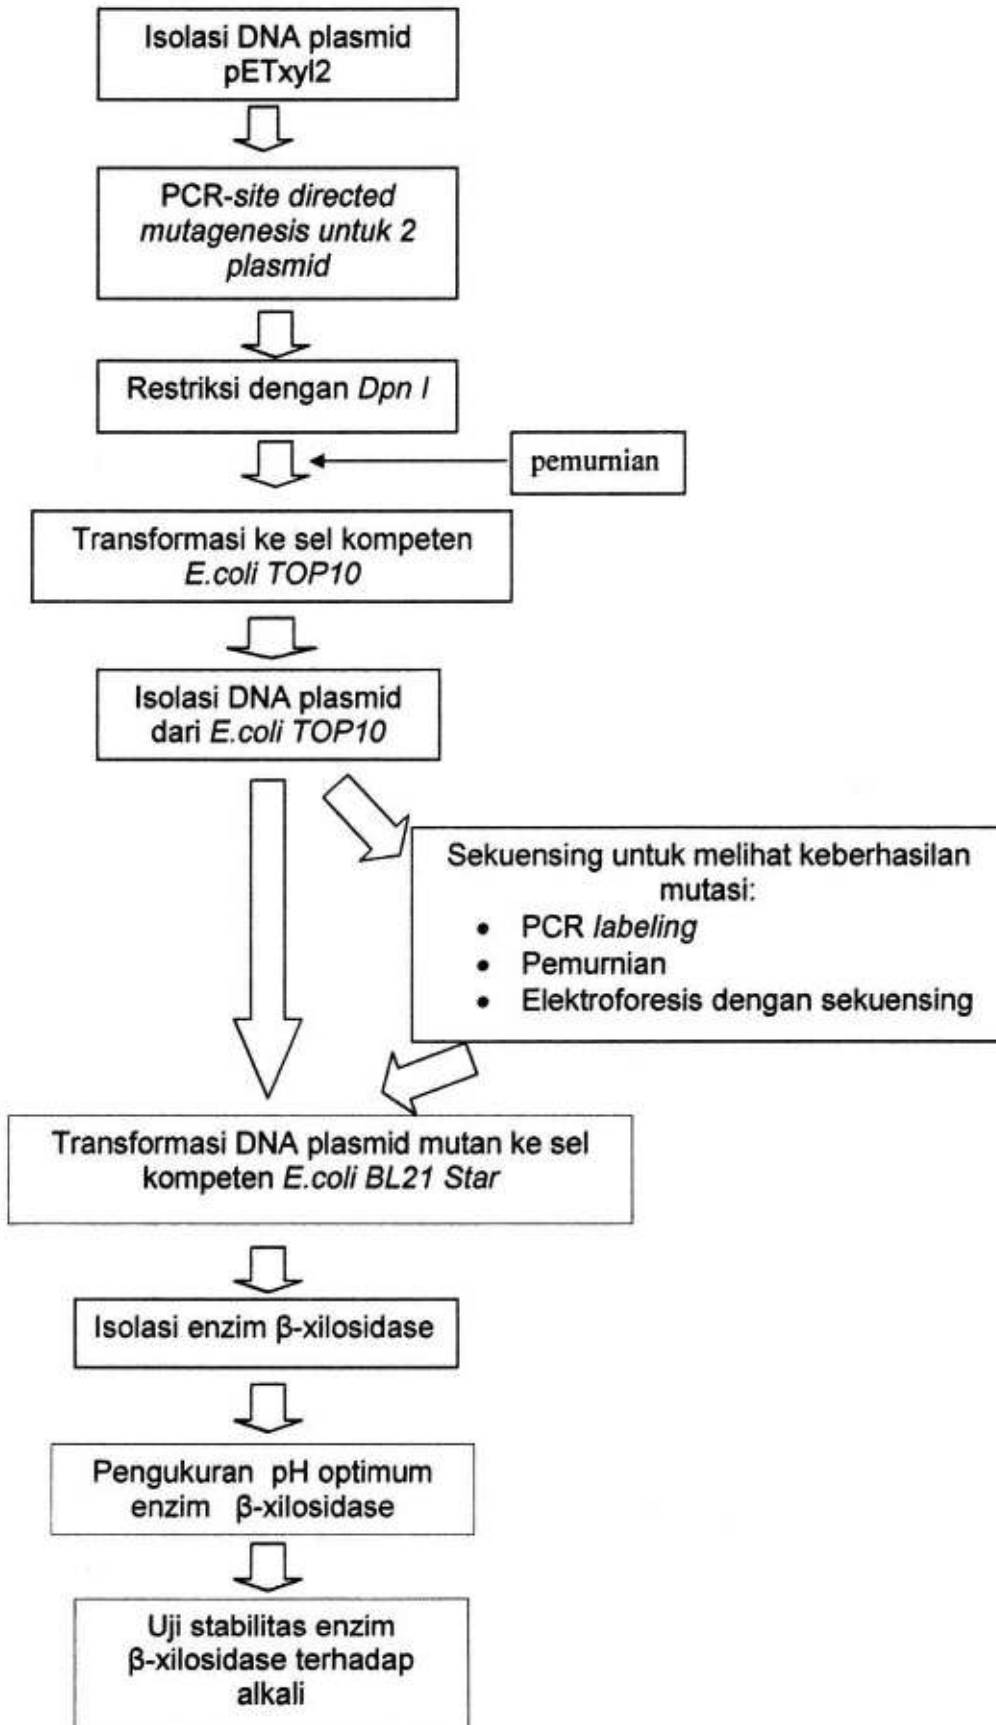 Isolasi DNA plasmid
pETxyl2
PCR-site directed
mutagenesis untuk 2
plasmid
Restriksi dengan Dpn I
pemurnian
Transformasi ke sel kompeten
E.coli TOP10
Isolasi DNA plasmid
dari E.coli TOP10
Sekuensing untuk melihat keberhasilan
mutasi:
• PCR labeling
• Pemurnian
• Elektroforesis dengan sekuensing
Transformasi DNA plasmid mutan ke sel
kompeten E.coli BL21 Star
Isolasi enzim β-xilosidase
Pengukuran pH optimum
enzim β-xilosidase
Uji stabilitas enzim
β-xilosidase terhadap
alkali